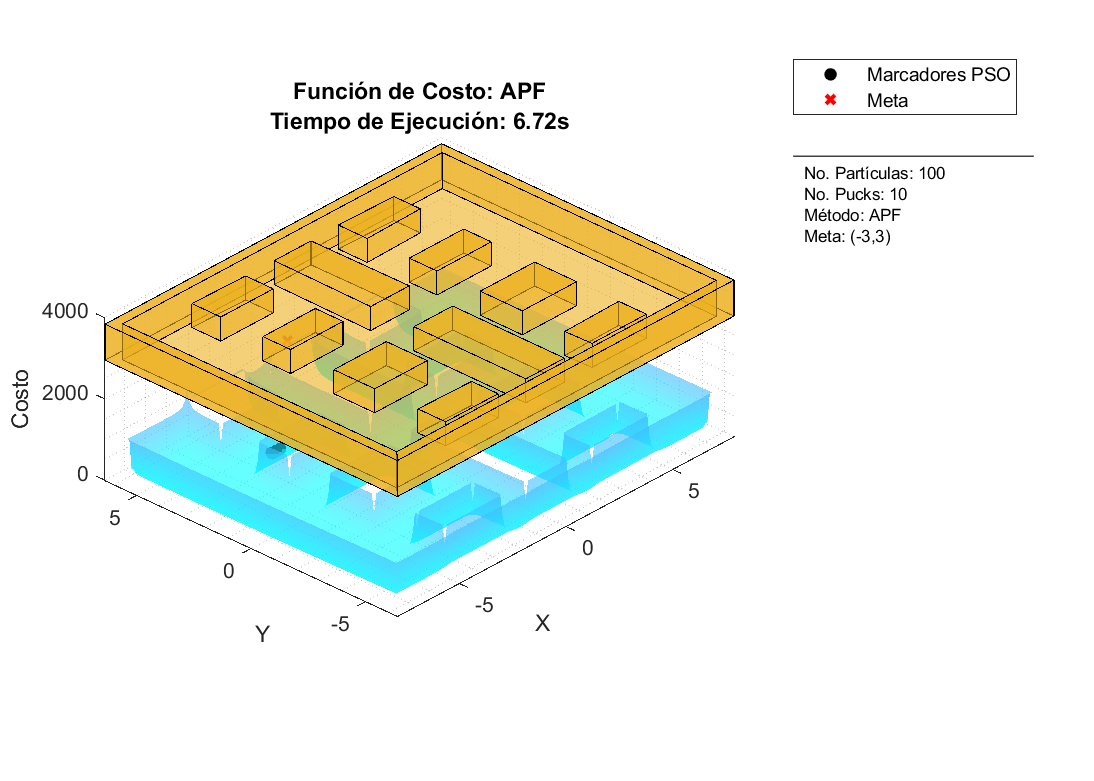 Función de Costo: APF
Tiempo de Ejecución: 6.72s
Marcadores PSO
Meta
No. Partículas: 100
No. Pucks: 10
Método: APF
Meta: (-3,3)
4000
2000
0
Costo
5
0
-5
Y
5
0
-5
X